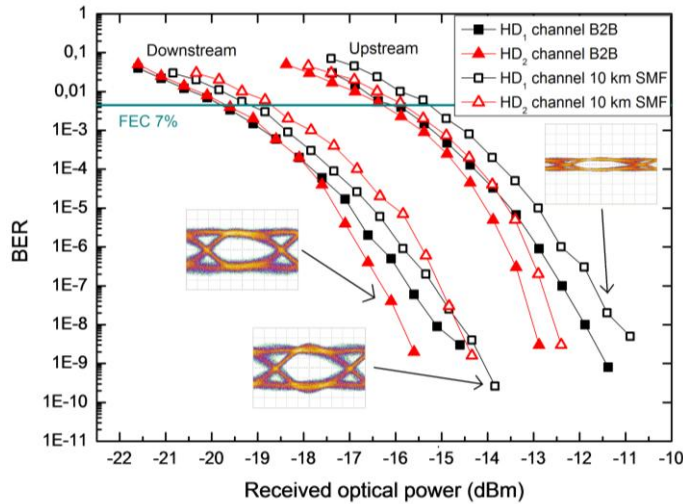 Downstream
Upstream
HD₁ channel B2B
HD₂ channel B2B
HD₁ channel 10 km SMF
HD₂ channel 10 km SMF
FEC 7%
BER
1
0,1
0,01
1E-3
1E-4
1E-5
1E-6
1E-7
1E-8
1E-9
1E-10
1E-11
-22 -21 -20 -19 -18 -17 -16 -15 -14 -13 -12 -11 -10
Received optical power (dBm)